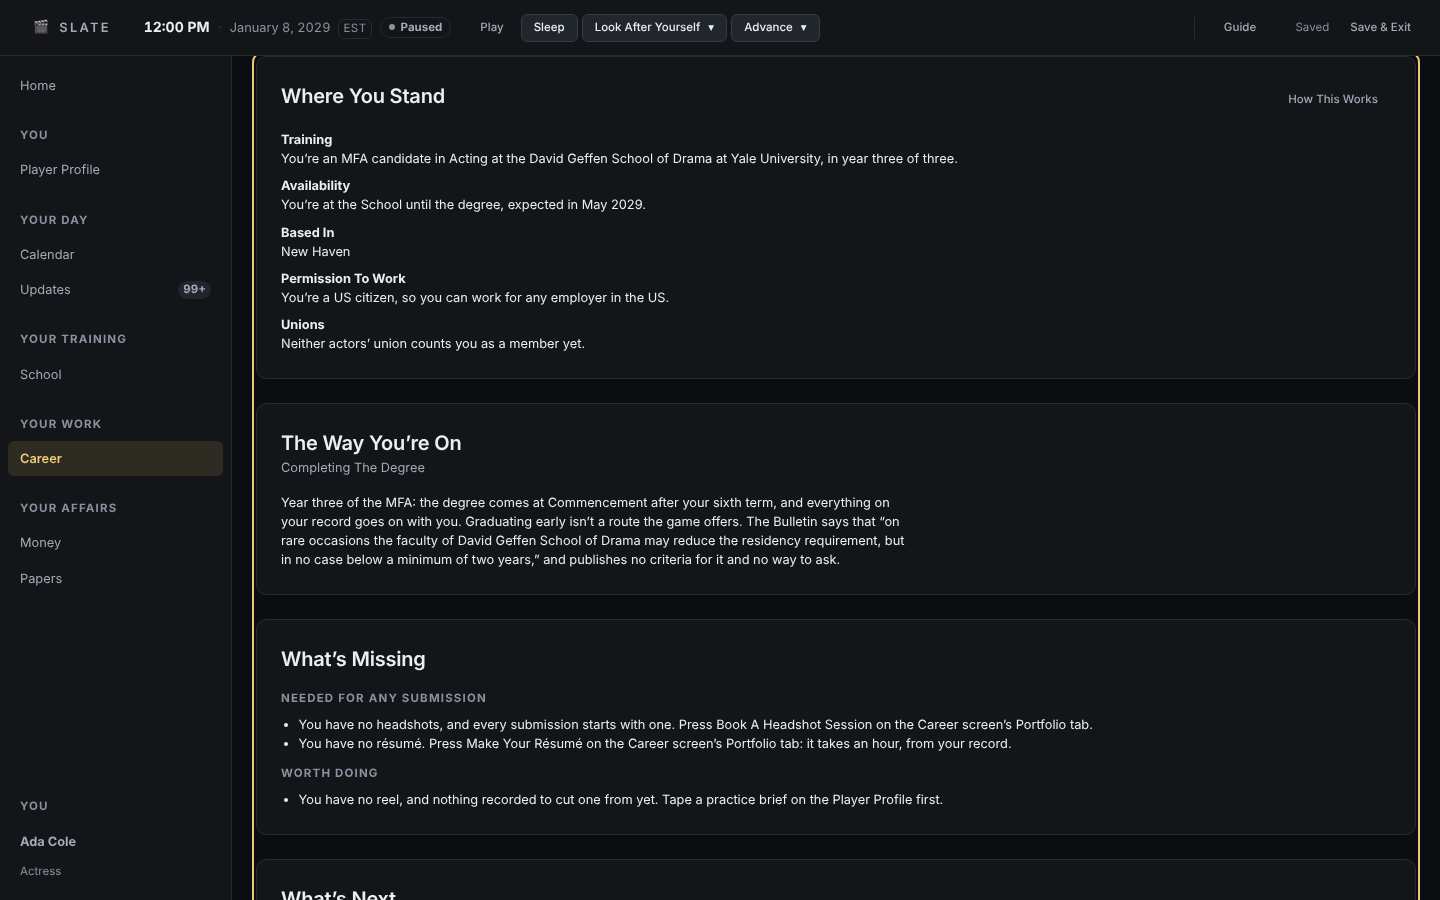 SLATE
12:00 PM · January 8, 2029 EST Paused Play Sleep Look After Yourself Advance Guide Saved Save & Exit
Home
YOU
Player Profile
YOUR DAY
Calendar
Updates 99+
YOUR TRAINING
School
YOUR WORK
Career
YOUR AFFAIRS
Money
Papers
YOU
Ada Cole
Actress
Where You Stand
How This Works
Training
You’re an MFA candidate in Acting at the David Geffen School of Drama at Yale University, in year three of three.
Availability
You’re at the School until the degree, expected in May 2029.
Based In
New Haven
Permission To Work
You’re a US citizen, so you can work for any employer in the US.
Unions
Neither actors’ union counts you as a member yet.
The Way You’re On
Completing The Degree
Year three of the MFA: the degree comes at Commencement after your sixth term, and everything on
your record goes on with you. Graduating early isn’t a route the game offers. The Bulletin says that “on
rare occasions the faculty of David Geffen School of Drama may reduce the residency requirement, but
in no case below a minimum of two years,” and publishes no criteria for it and no way to ask.
What’s Missing
NEEDED FOR ANY SUBMISSION
• You have no headshots, and every submission starts with one. Press Book A Headshot Session on the Career screen’s Portfolio tab.
• You have no résumé. Press Make Your Résumé on the Career screen’s Portfolio tab: it takes an hour, from your record.
WORTH DOING
• You have no reel, and nothing recorded to cut one from yet. Tape a practice brief on the Player Profile first.
What’s Next